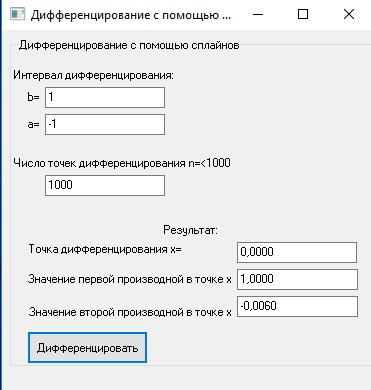 Дифференцирование с помощью ...
Дифференцирование с помощью сплайнов
Интервал дифференцирования:
b= 1
a= -1
Число точек дифференцирования n=<1000
1000
Результат:
Точка дифференцирования x= 0,0000
Значение первой производной в точке x 1,0000
Значение второй производной в точке x -0,0060
Дифференцировать